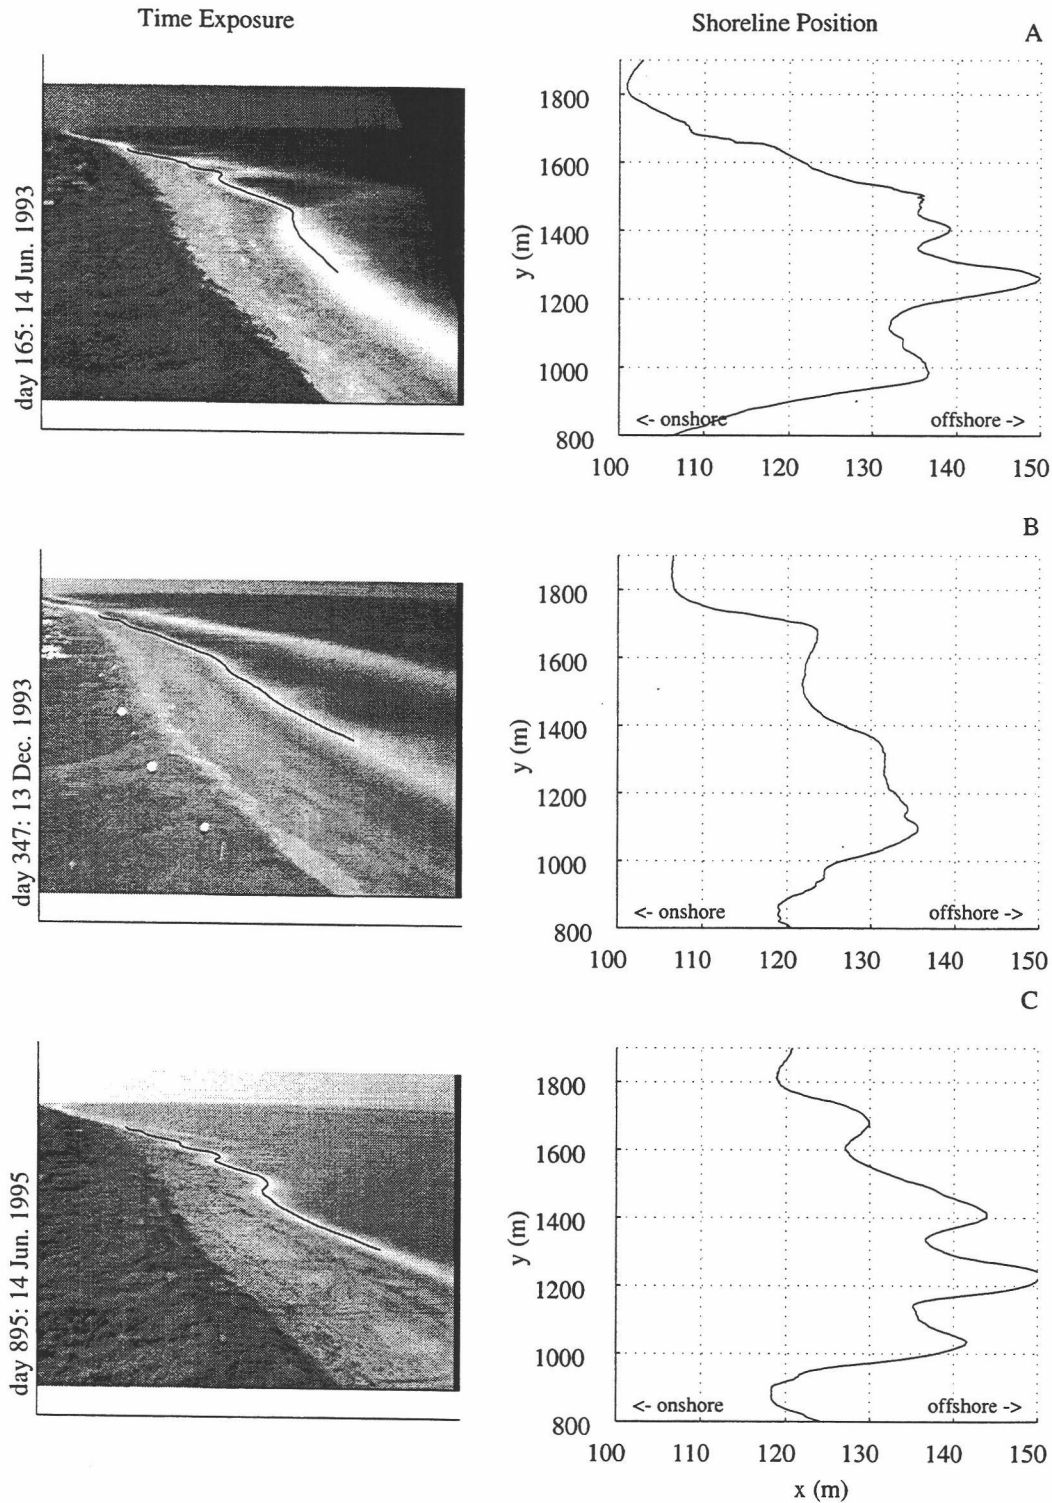 Time Exposure
Shoreline Position
A
day 165: 14 Jun. 1993
y (m)
1800
1600
1400
1200
1000
800
<- onshore
offshore ->
100 110 120 130 140 150
B
day 347: 13 Dec. 1993
y (m)
1800
1600
1400
1200
1000
800
<- onshore
offshore ->
100 110 120 130 140 150
C
day 895: 14 Jun. 1995
y (m)
1800
1600
1400
1200
1000
800
<- onshore
offshore ->
100 110 120 130 140 150
x (m)